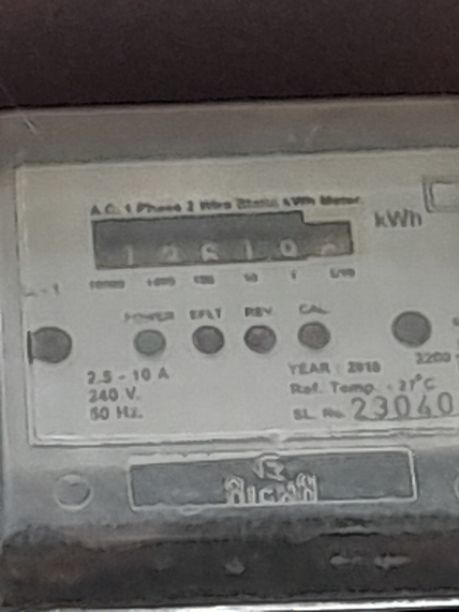 A.C. 1 Phase 2 Wire Static kWh Meter
kWh
10000 1000 100 10 1 1/10
POWER EFLT REV. CAL.
3200
2.5 - 10 A
240 V.
50 Hz.
YEAR : 2010
Ref. Temp. : 27°C
SL. No. 23040